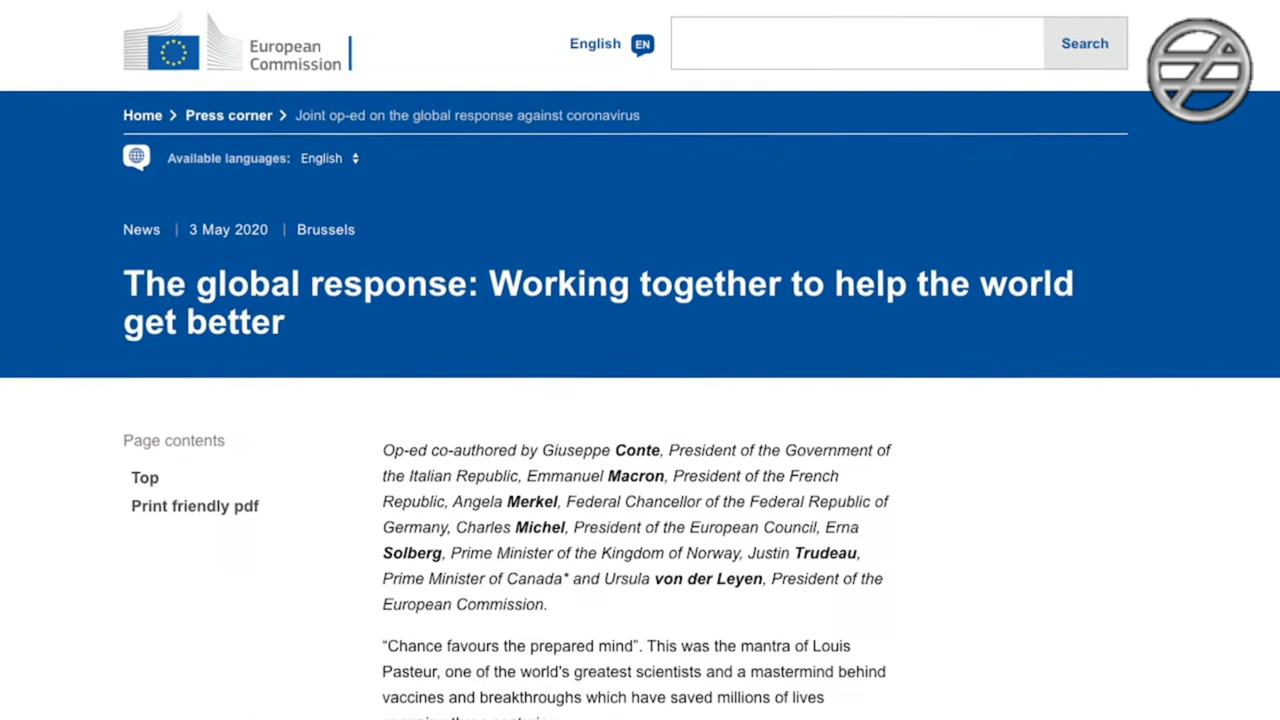 European
Commission
English EN
Search
Home > Press corner > Joint op-ed on the global response against coronavirus
Available languages: English
News | 3 May 2020 | Brussels
The global response: Working together to help the world
get better
Page contents
Top
Print friendly pdf
Op-ed co-authored by Giuseppe Conte, President of the Government of
the Italian Republic, Emmanuel Macron, President of the French
Republic, Angela Merkel, Federal Chancellor of the Federal Republic of
Germany, Charles Michel, President of the European Council, Erna
Solberg, Prime Minister of the Kingdom of Norway, Justin Trudeau,
Prime Minister of Canada* and Ursula von der Leyen, President of the
European Commission.
“Chance favours the prepared mind”. This was the mantra of Louis
Pasteur, one of the world's greatest scientists and a mastermind behind
vaccines and breakthroughs which have saved millions of lives